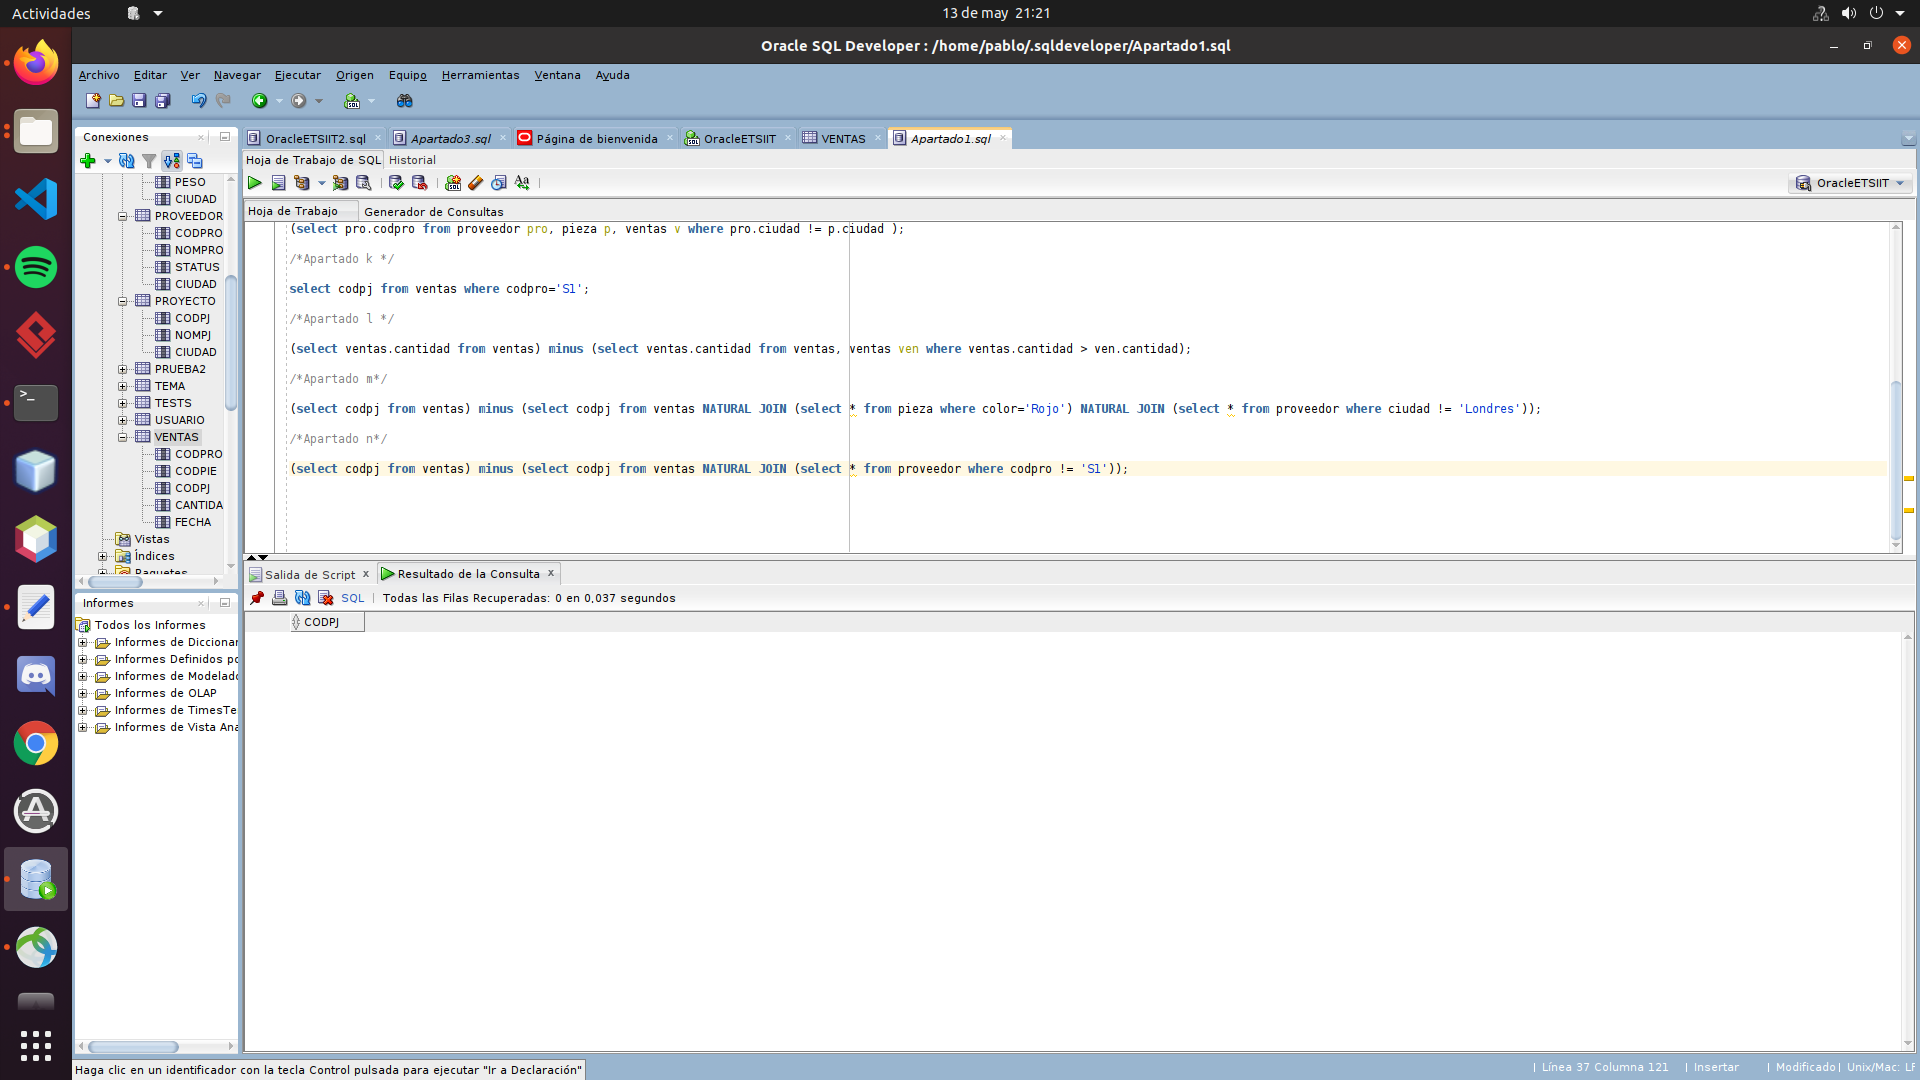 Actividades
13 de may 21:21
Oracle SQL Developer : /home/pablo/.sqldeveloper/Apartado1.sql
Archivo Editar Ver Navegar Ejecutar Origen Equipo Herramientas Ventana Ayuda
Conexiones
OracleETSIIT2.sql Apartado3.sql Página de bienvenida OracleETSIIT VENTAS Apartado1.sql
Hoja de Trabajo de SQL Historial
OracleETSIIT
Hoja de Trabajo Generador de Consultas
PESO
CIUDAD
PROVEEDOR
CODPRO
NOMPRO
STATUS
CIUDAD
PROYECTO
CODPJ
NOMPJ
CIUDAD
PRUEBA2
TEMA
TESTS
USUARIO
VENTAS
CODPRO
CODPIE
CODPJ
CANTIDA
FECHA
Vistas
Índices
Paquetes
(select pro.codpro from proveedor pro, pieza p, ventas v where pro.ciudad != p.ciudad );
/*Apartado k */
select codpj from ventas where codpro='S1';
/*Apartado l */
(select ventas.cantidad from ventas) minus (select ventas.cantidad from ventas, ventas ven where ventas.cantidad > ven.cantidad);
/*Apartado m*/
(select codpj from ventas) minus (select codpj from ventas NATURAL JOIN (select * from pieza where color='Rojo') NATURAL JOIN (select * from proveedor where ciudad != 'Londres'));
/*Apartado n*/
(select codpj from ventas) minus (select codpj from ventas NATURAL JOIN (select * from proveedor where codpro != 'S1'));
Salida de Script x Resultado de la Consulta x
SQL | Todas las Filas Recuperadas: 0 en 0,037 segundos
CODPJ
Informes
Todos los Informes
Informes de Diccionar
Informes Definidos po
Informes de Modelado
Informes de OLAP
Informes de TimesTe
Informes de Vista Ana
Haga clic en un identificador con la tecla Control pulsada para ejecutar "Ir a Declaración"
| Línea 37 Columna 121 | Insertar | Modificado | Unix/Mac: LF